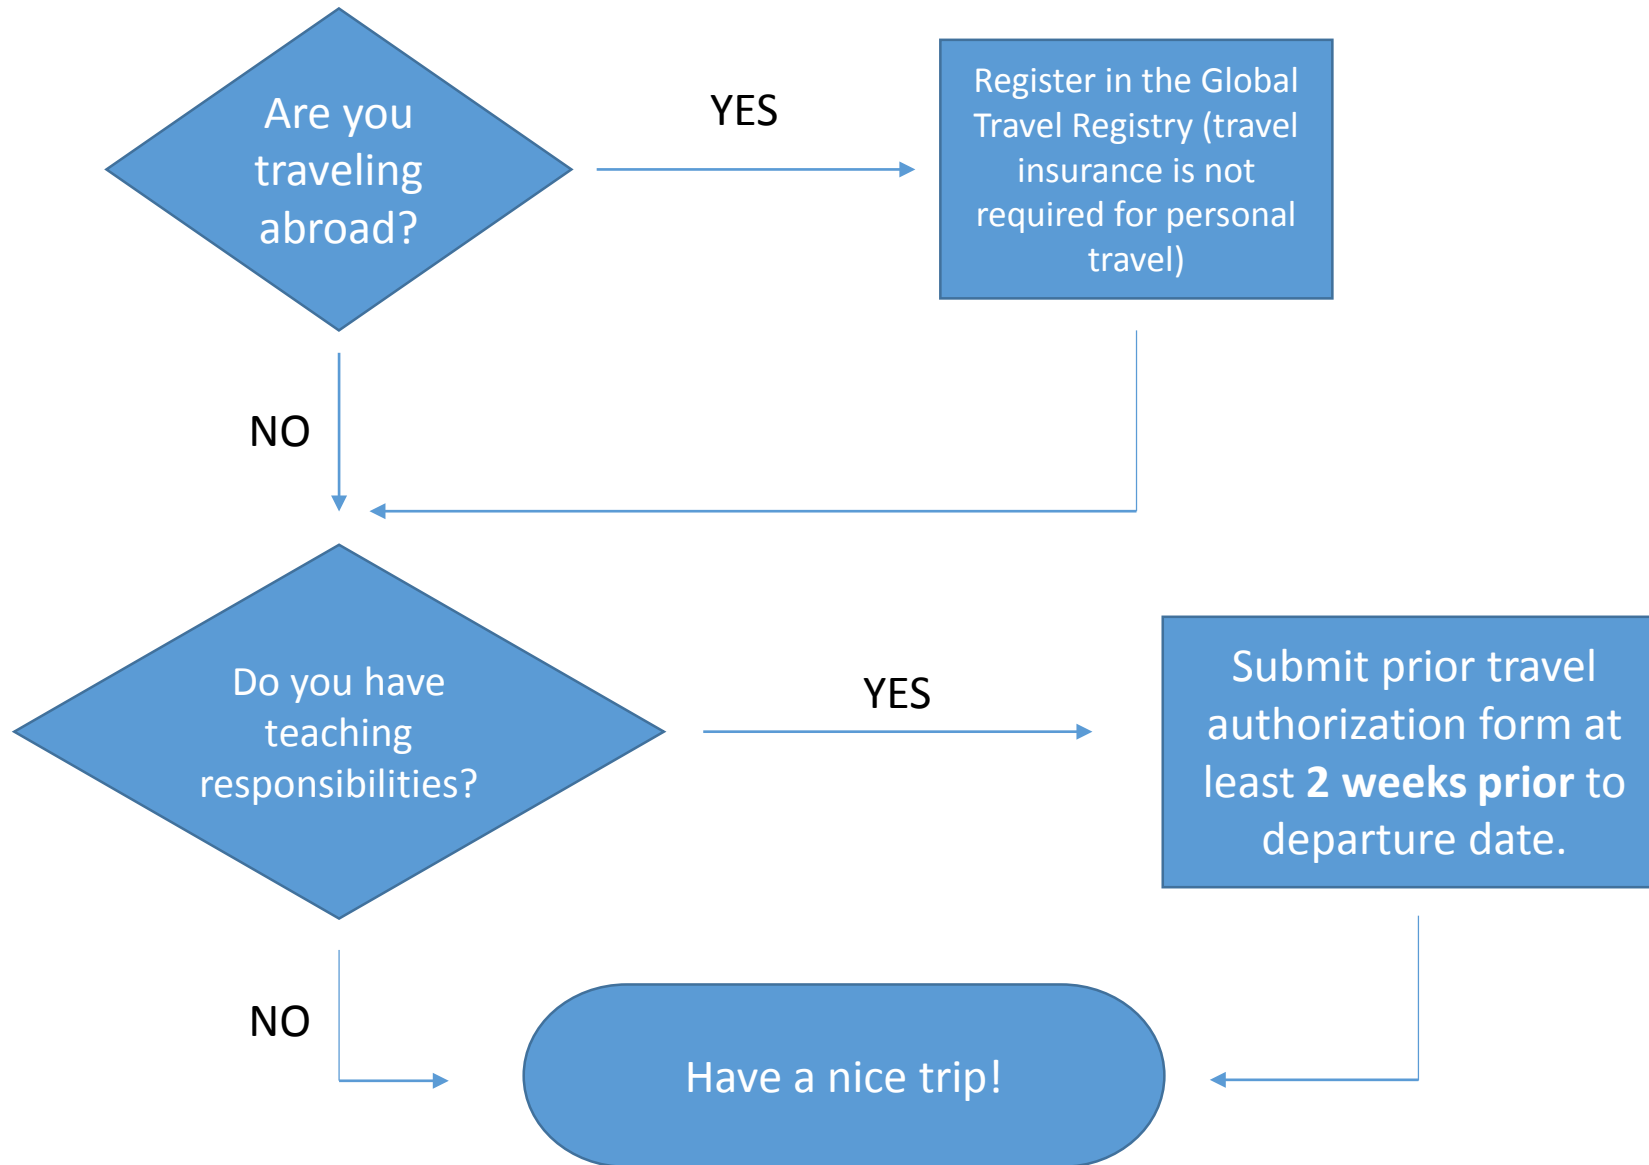 Are you
traveling
abroad?
YES
Register in the Global
Travel Registry (travel
insurance is not
required for personal
travel)
NO
Do you have
teaching
responsibilities?
YES
Submit prior travel
authorization form at
least 2 weeks prior to
departure date.
NO
Have a nice trip!